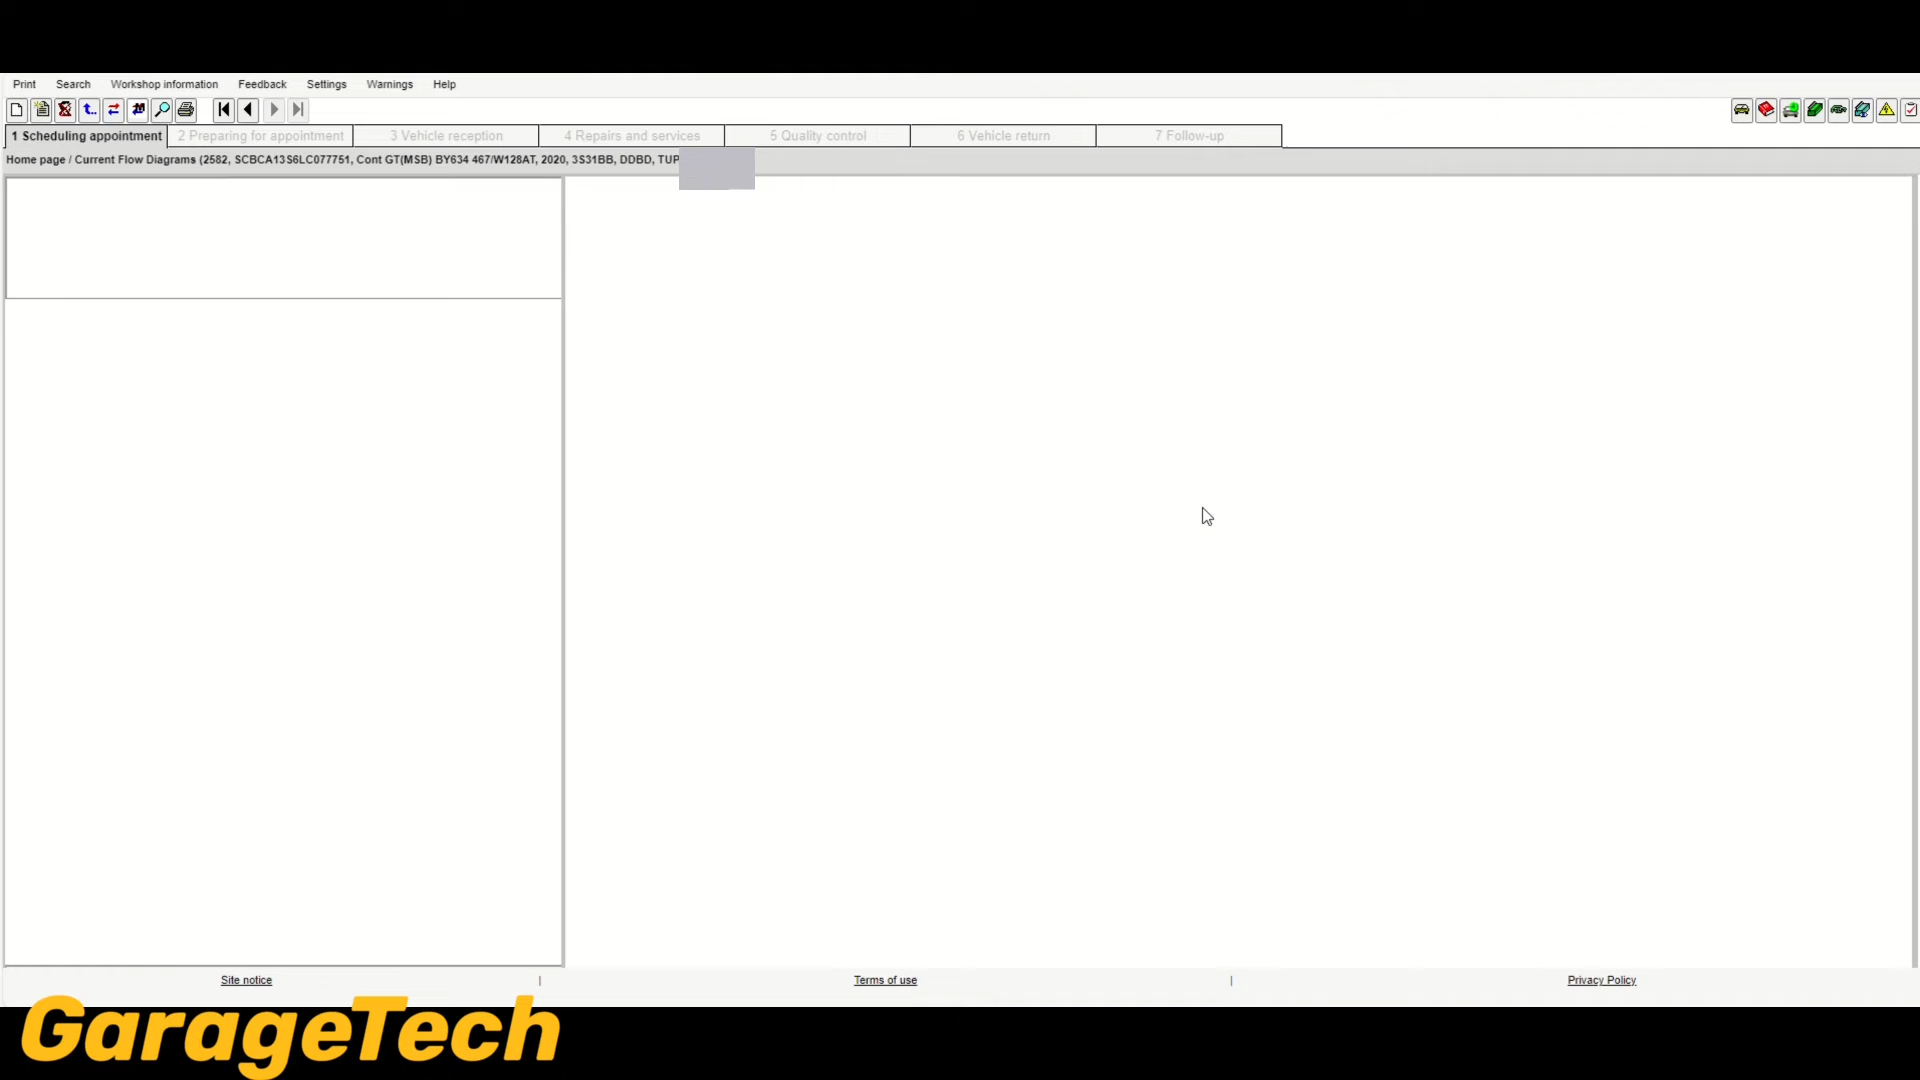 Print Search Workshop information Feedback Settings Warnings Help
1 Scheduling appointment 2 Preparing for appointment 3 Vehicle reception 4 Repairs and services 5 Quality control 6 Vehicle return 7 Follow-up
Home page / Current Flow Diagrams (2582, SCBCA13S6LC077751, Cont GT(MSB) BY634 467/W128AT, 2020, 3S31BB, DDBD, TUP
Site notice | Terms of use | Privacy Policy
GarageTech